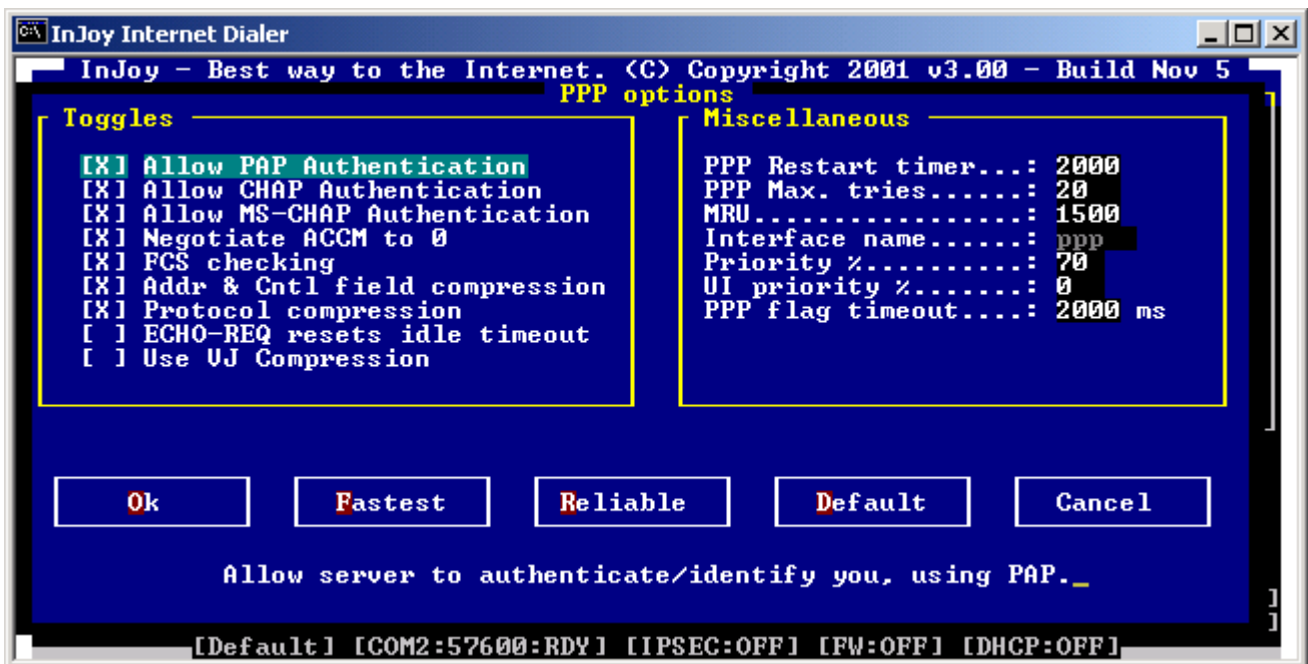 InJoy Internet Dialer
InJoy - Best way to the Internet. (C) Copyright 2001 v3.00 - Build Nov 5
PPP options
Toggles
[X] Allow PAP Authentication
[X] Allow CHAP Authentication
[X] Allow MS-CHAP Authentication
[X] Negotiate ACCM to 0
[X] FCS checking
[X] Addr & Cntl field compression
[X] Protocol compression
[ ] ECHO-REQ resets idle timeout
[ ] Use VJ Compression
Miscellaneous
PPP Restart timer...: 2000
PPP Max. tries......: 20
MRU.................: 1500
Interface name......: ppp
Priority %..........: 70
UI priority %.......: 0
PPP flag timeout....: 2000 ms
Ok Fastest Reliable Default Cancel
Allow server to authenticate/identify you, using PAP._
[Default] [COM2:57600:RDY] [IPSEC:OFF] [FW:OFF] [DHCP:OFF]